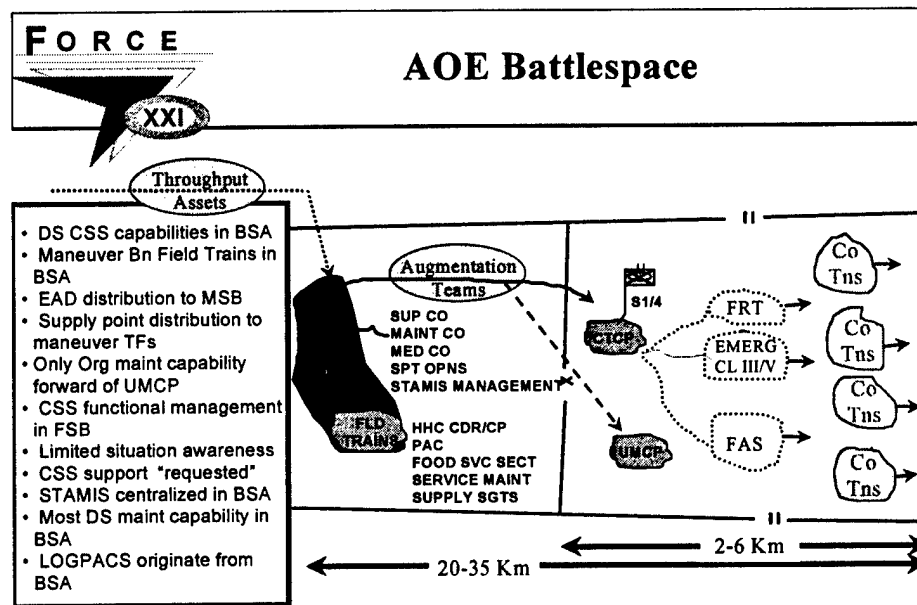 FORCE
XXI
AOE Battlespace
Throughput
Assets
• DS CSS capabilities in BSA
• Maneuver Bn Field Trains in
BSA
• EAD distribution to MSB
• Supply point distribution to
maneuver TFs
• Only Org maint capability
forward of UMCP
• CSS functional management
in FSB
• Limited situation awareness
• CSS support "requested"
• STAMIS centralized in BSA
• Most DS maint capability in
BSA
• LOGPACS originate from
BSA
Augmentation
Teams
SUP CO
MAINT CO
MED CO
SPT OPNS
STAMIS MANAGEMENT
FLD
TRAINS
HHC CDR/CP
PAC
FOOD SVC SECT
SERVICE MAINT
SUPPLY SGTS
S1/4
CTCP
UMCP
FRT
EMERG
CL III/V
FAS
Co
Tns
Co
Tns
Co
Tns
Co
Tns
II
II
2-6 Km
20-35 Km